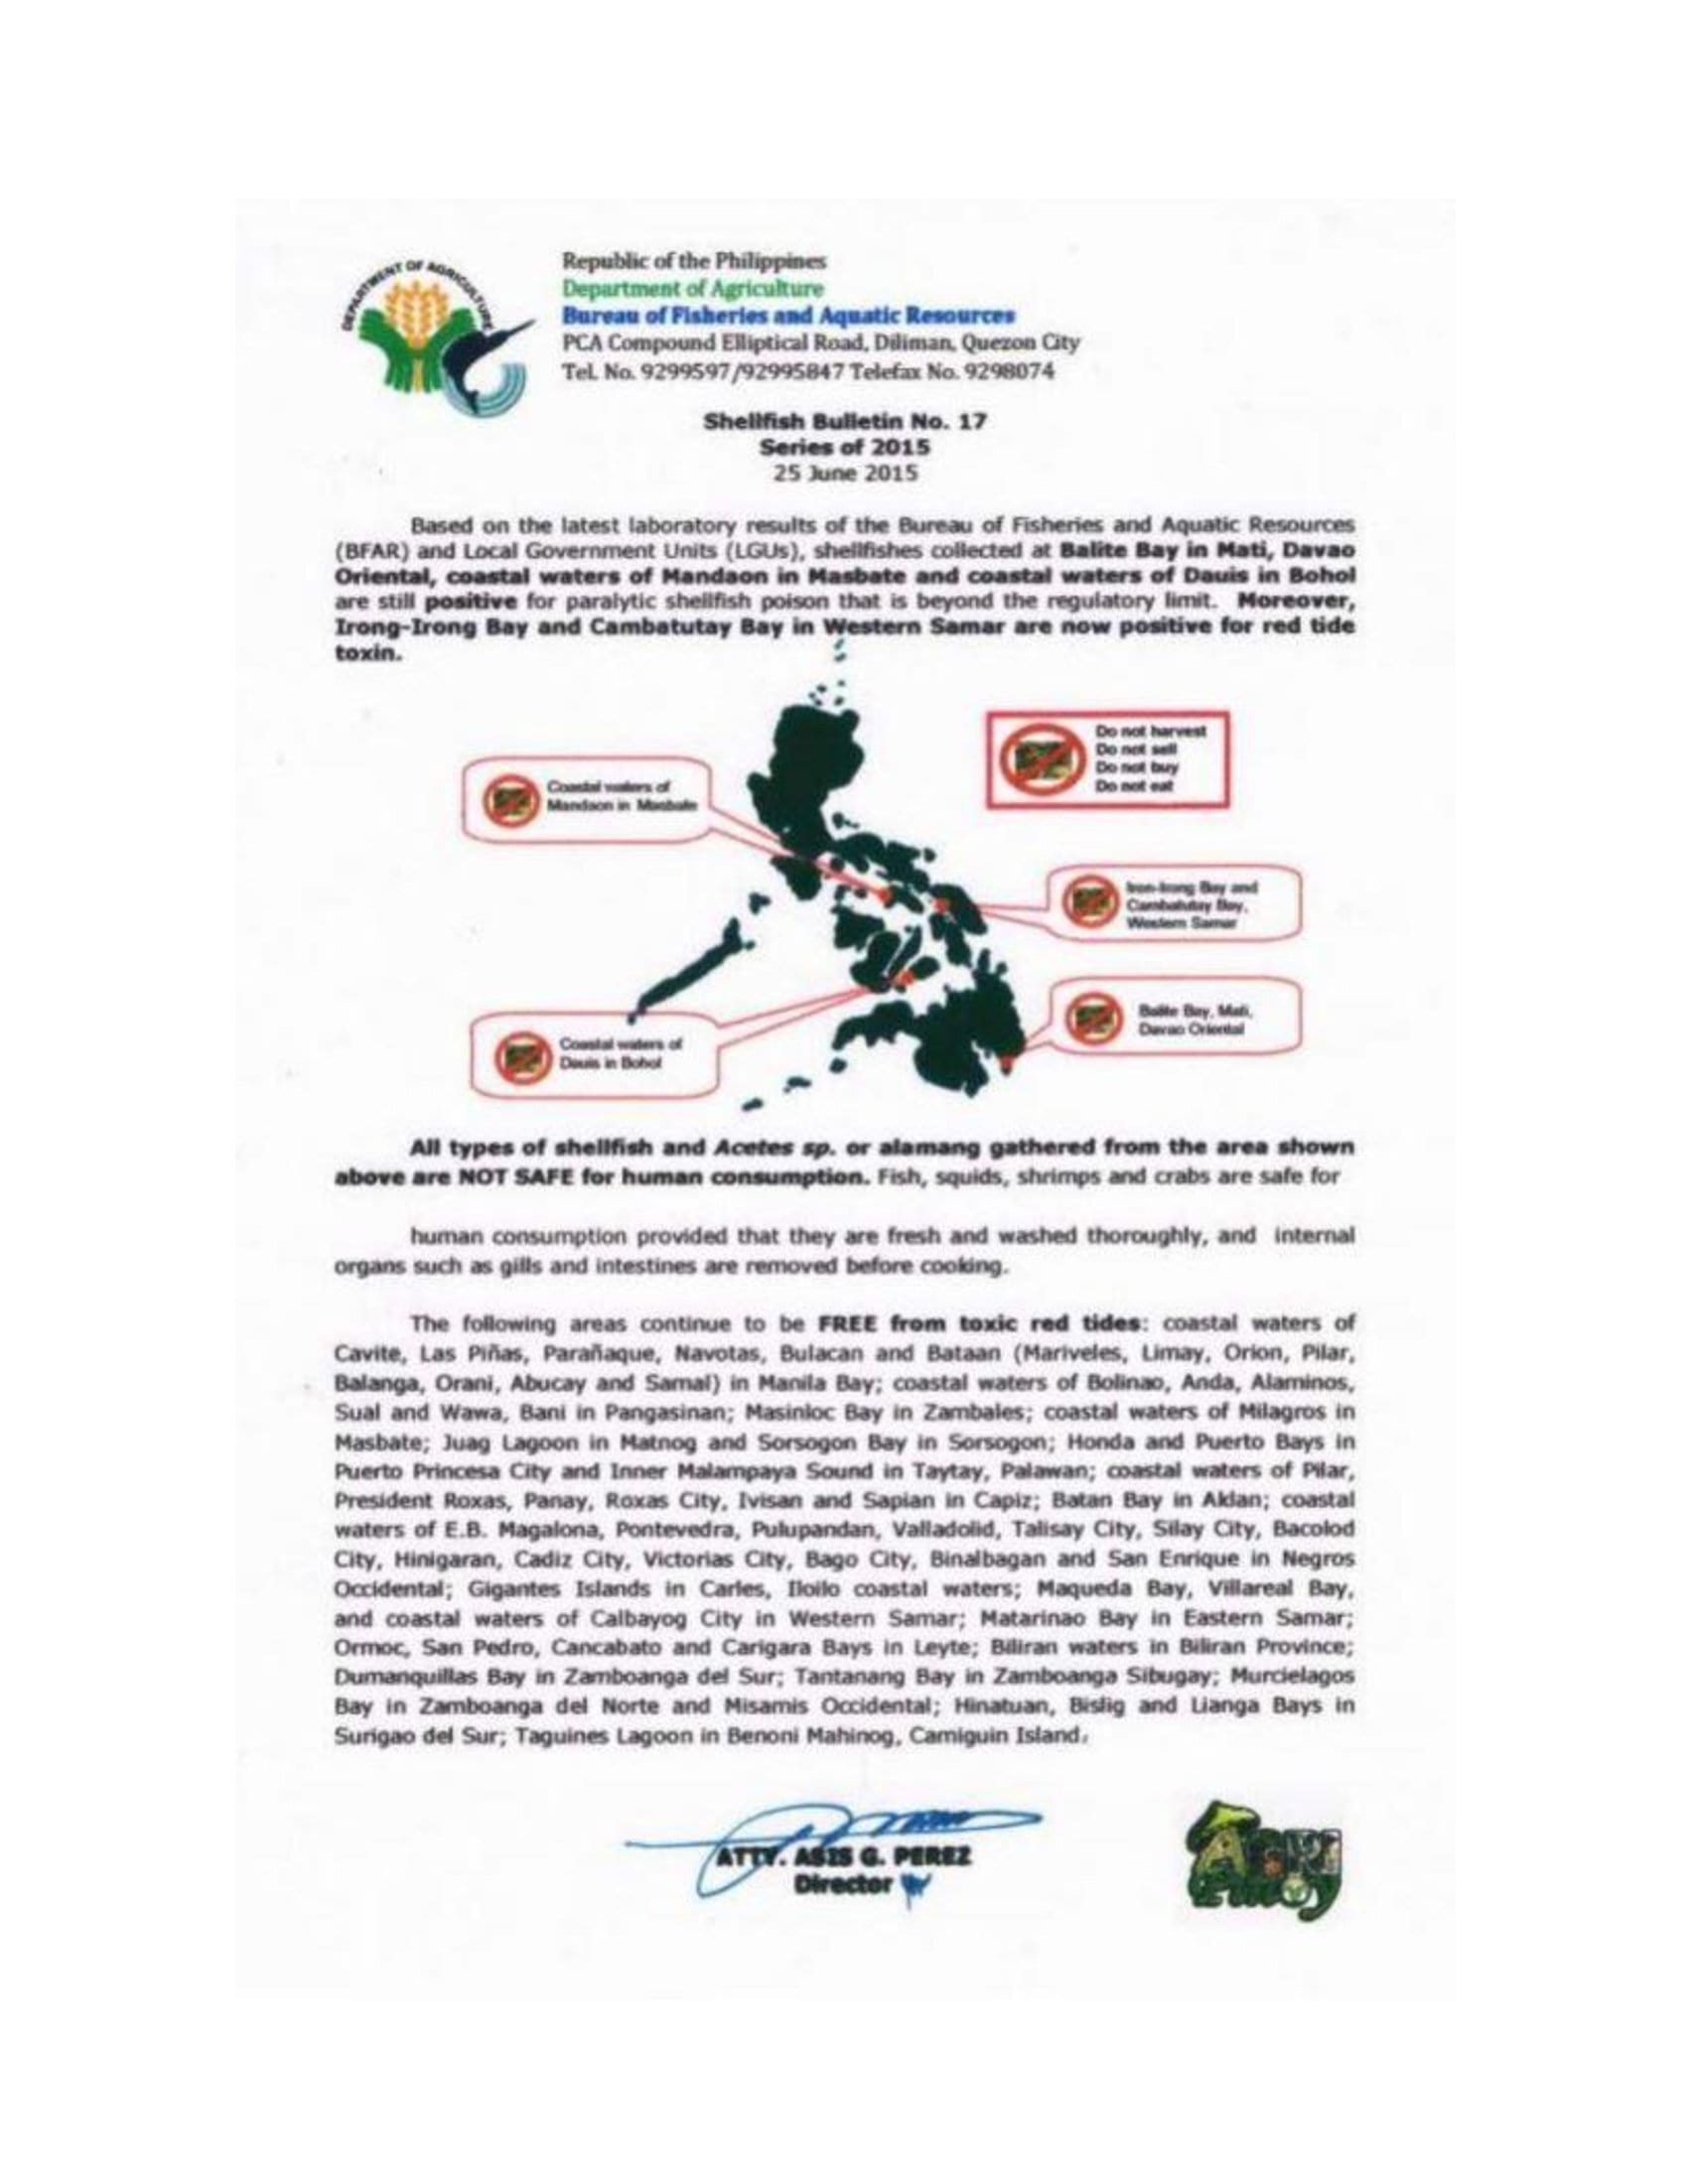 DEPARTMENT OF AGRICULTURE
Republic of the Philippines
Department of Agriculture
Bureau of Fisheries and Aquatic Resources
PCA Compound Elliptical Road, Diliman, Quezon City
Tel. No. 9299597/92995847 Telefax No. 9298074
Shellfish Bulletin No. 17
Series of 2015
25 June 2015
Based on the latest laboratory results of the Bureau of Fisheries and Aquatic Resources
(BFAR) and Local Government Units (LGUs), shellfishes collected at Balite Bay in Mati, Davao
Oriental, coastal waters of Mandaon in Masbate and coastal waters of Dauis in Bohol
are still positive for paralytic shellfish poison that is beyond the regulatory limit. Moreover,
Irong-Irong Bay and Cambatutay Bay in Western Samar are now positive for red tide
toxin.
Do not harvest
Do not sell
Do not buy
Do not eat
Coastal waters of
Mandaon in Masbate
Iron-Irong Bay and
Cambatutay Bay,
Western Samar
Balite Bay, Mati,
Davao Oriental
Coastal waters of
Dauis in Bohol
All types of shellfish and Acetes sp. or alamang gathered from the area shown
above are NOT SAFE for human consumption. Fish, squids, shrimps and crabs are safe for
human consumption provided that they are fresh and washed thoroughly, and internal
organs such as gills and intestines are removed before cooking.
The following areas continue to be FREE from toxic red tides: coastal waters of
Cavite, Las Piñas, Parañaque, Navotas, Bulacan and Bataan (Mariveles, Limay, Orion, Pilar,
Balanga, Orani, Abucay and Samal) in Manila Bay; coastal waters of Bolinao, Anda, Alaminos,
Sual and Wawa, Bani in Pangasinan; Masinloc Bay in Zambales; coastal waters of Milagros in
Masbate; Juag Lagoon in Matnog and Sorsogon Bay in Sorsogon; Honda and Puerto Bays in
Puerto Princesa City and Inner Malampaya Sound in Taytay, Palawan; coastal waters of Pilar,
President Roxas, Panay, Roxas City, Ivisan and Sapian in Capiz; Batan Bay in Aklan; coastal
waters of E.B. Magalona, Pontevedra, Pulupandan, Valladolid, Talisay City, Silay City, Bacolod
City, Hinigaran, Cadiz City, Victorias City, Bago City, Binalbagan and San Enrique in Negros
Occidental; Gigantes Islands in Carles, Iloilo coastal waters; Maqueda Bay, Villareal Bay,
and coastal waters of Calbayog City in Western Samar; Matarinao Bay in Eastern Samar;
Ormoc, San Pedro, Cancabato and Carigara Bays in Leyte; Biliran waters in Biliran Province;
Dumanquillas Bay in Zamboanga del Sur; Tantanang Bay in Zamboanga Sibugay; Murcielagos
Bay in Zamboanga del Norte and Misamis Occidental; Hinatuan, Bislig and Lianga Bays in
Surigao del Sur; Taguines Lagoon in Benoni Mahinog, Camiguin Island.
ATTY. ASIS G. PEREZ
Director
Agri
Pinoy